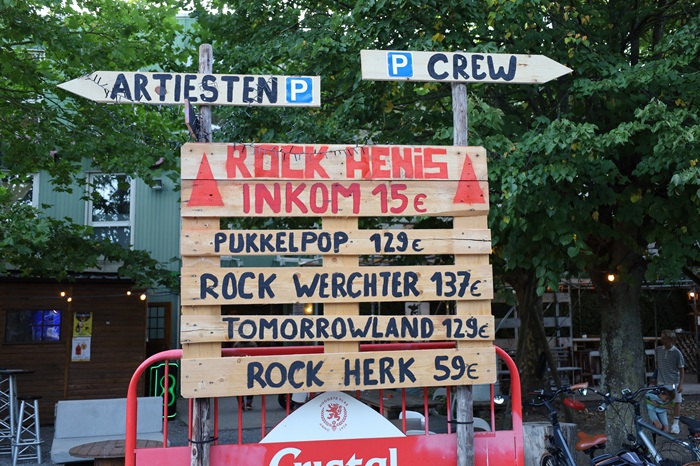 ARTIESTEN P
P CREW
ROCK HENIS
INKOM 15€
PUKKELPOP 129€
ROCK WERCHTER 137€
TOMORROWLAND 129€
ROCK HERK 59€
Cristal